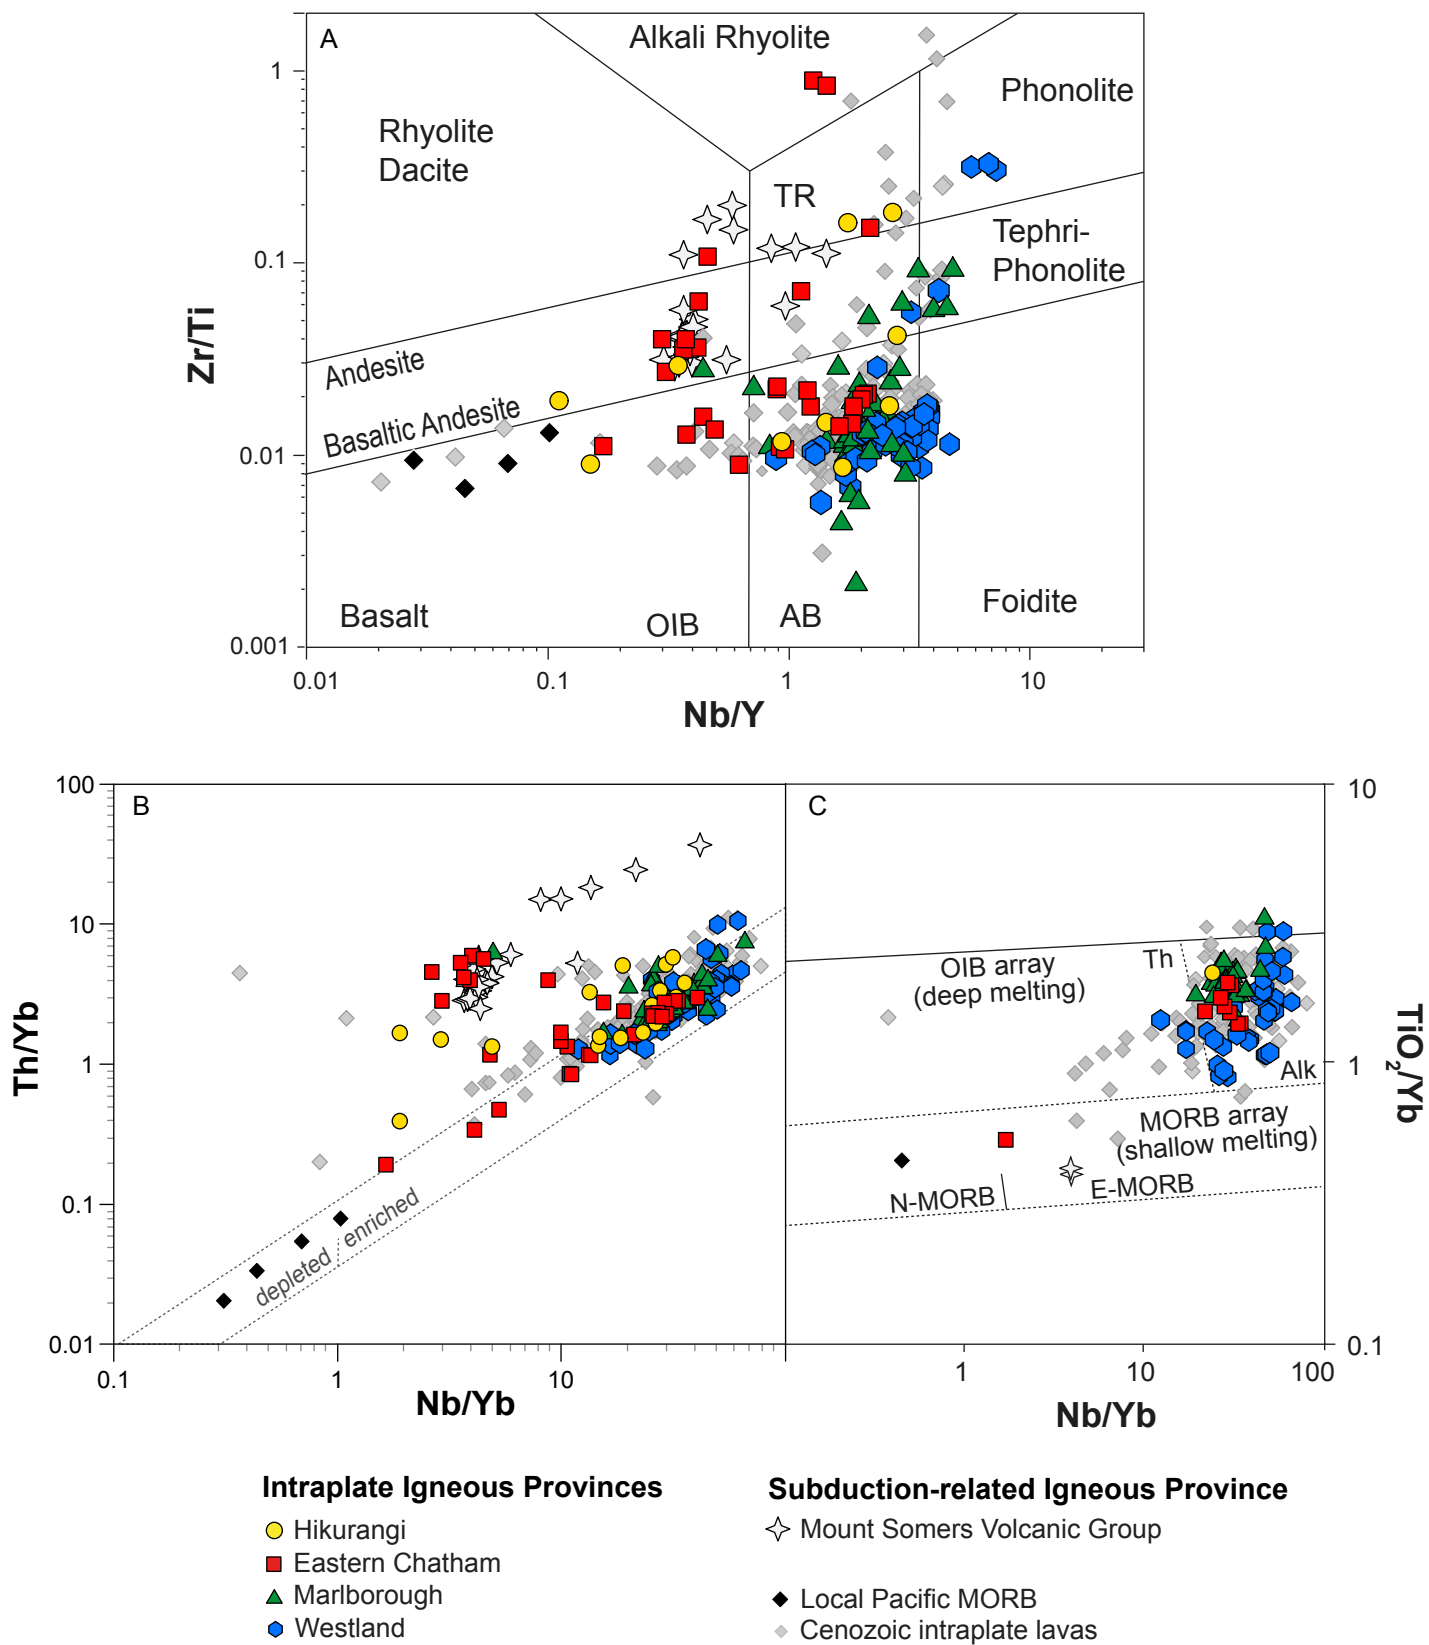 A
Alkali Rhyolite
Phonolite
Rhyolite
Dacite
TR
Tephri-
Phonolite
Andesite
Basaltic Andesite
Basalt
OIB
AB
Foidite
1
0.1
0.01
0.001
Zr/Ti
0.01
0.1
1
10
Nb/Y
B
100
10
1
0.1
0.01
Th/Yb
depleted
enriched
0.1
1
10
Nb/Yb
C
OIB array
(deep melting)
Th
Alk
MORB array
(shallow melting)
N-MORB
E-MORB
10
1
0.1
TiO2/Yb
1
10
100
Nb/Yb
Intraplate Igneous Provinces
Hikurangi
Eastern Chatham
Marlborough
Westland
Subduction-related Igneous Province
Mount Somers Volcanic Group
Local Pacific MORB
Cenozoic intraplate lavas